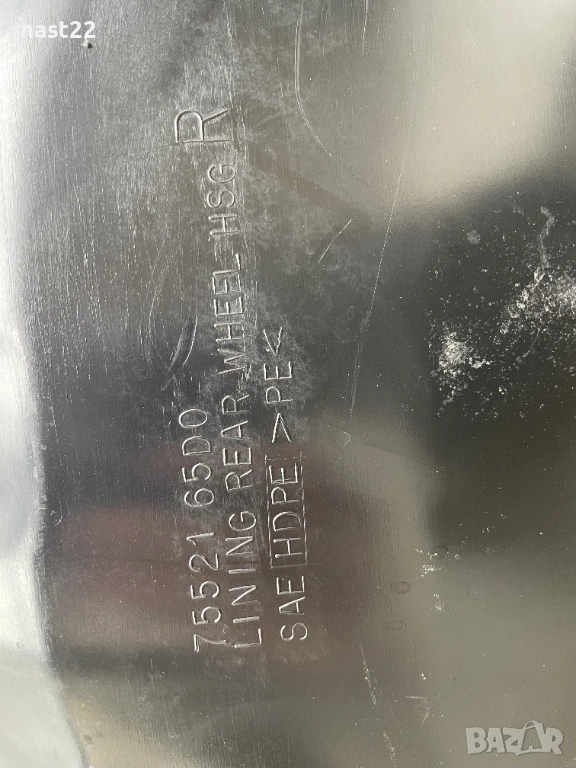 nast22
75521 65D0
LINING REAR WHEEL HSG R
SAE HDPE >PE<
BAZAR